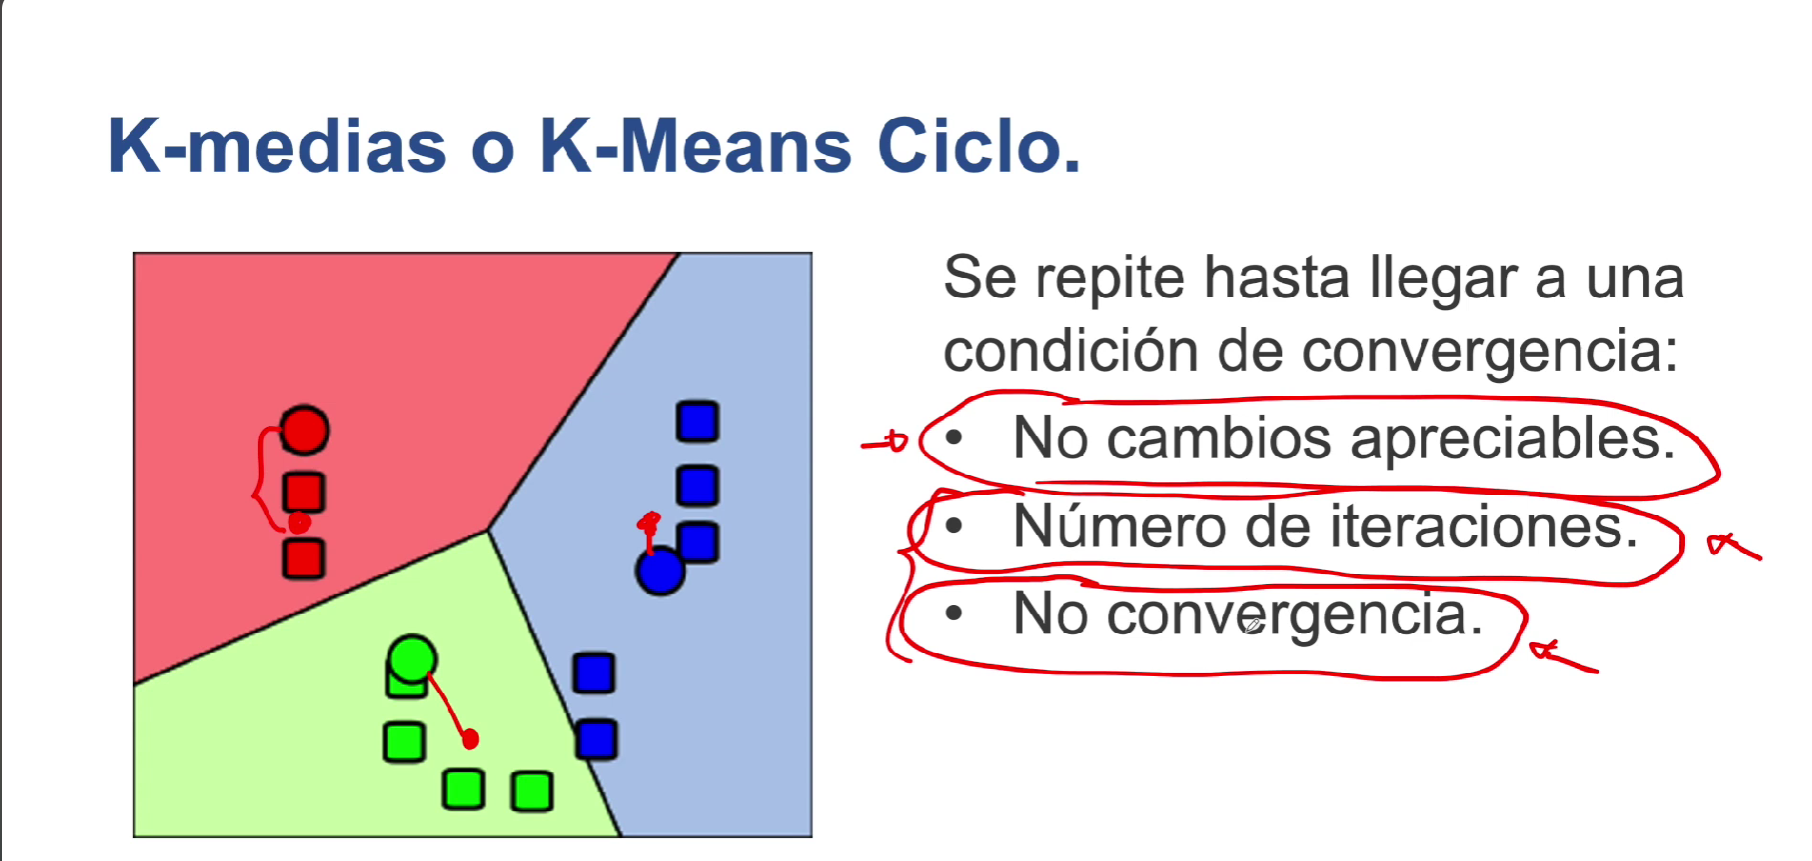 K-medias o K-Means Ciclo.
Se repite hasta llegar a una
condición de convergencia:
• No cambios apreciables.
• Número de iteraciones.
• No convergencia.